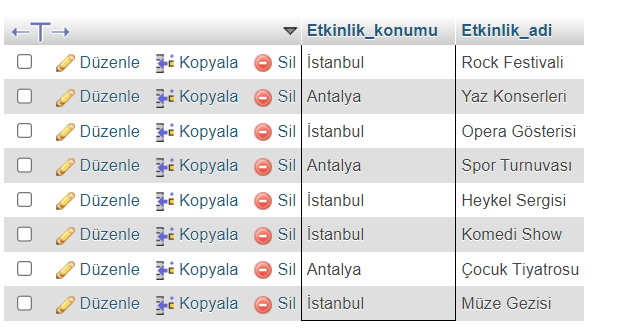 Etkinlik_konumu Etkinlik_adi
Düzenle Kopyala Sil İstanbul Rock Festivali
Düzenle Kopyala Sil Antalya Yaz Konserleri
Düzenle Kopyala Sil İstanbul Opera Gösterisi
Düzenle Kopyala Sil Antalya Spor Turnuvası
Düzenle Kopyala Sil İstanbul Heykel Sergisi
Düzenle Kopyala Sil İstanbul Komedi Show
Düzenle Kopyala Sil Antalya Çocuk Tiyatrosu
Düzenle Kopyala Sil İstanbul Müze Gezisi